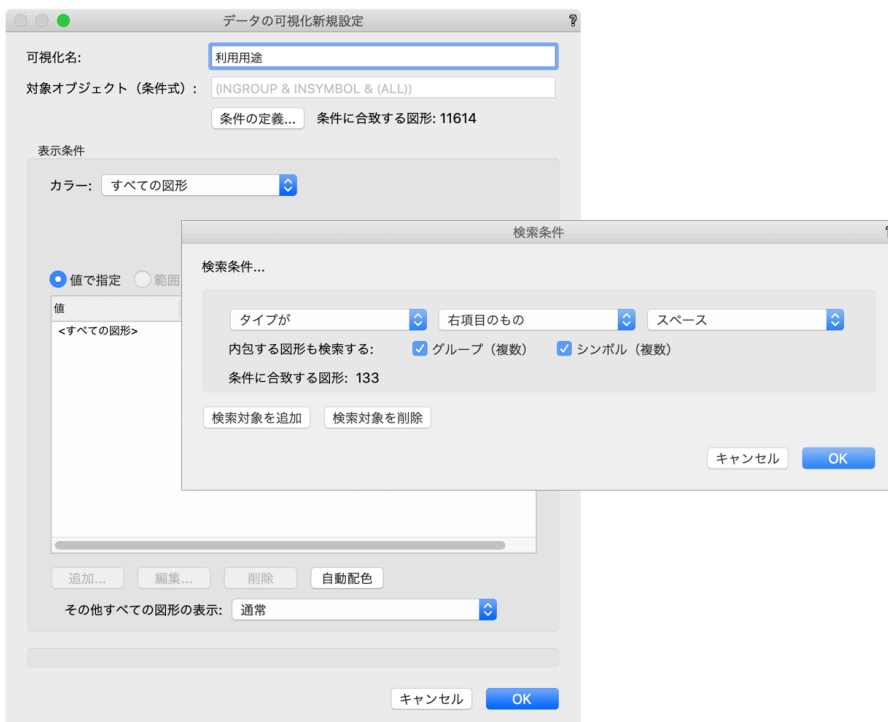 データの可視化新規設定
?
可視化名:
利用用途
対象オブジェクト（条件式）:
(INGROUP & INSYMBOL & (ALL))
条件の定義...
条件に合致する図形: 11614
表示条件
カラー:
すべての図形
値で指定
範囲
値
<すべての図形>
検索条件
検索条件...
タイプが
右項目のもの
スペース
内包する図形も検索する:
グループ（複数）
シンボル（複数）
条件に合致する図形: 133
検索対象を追加
検索対象を削除
キャンセル
OK
追加...
編集...
削除
自動配色
その他すべての図形の表示:
通常
キャンセル
OK